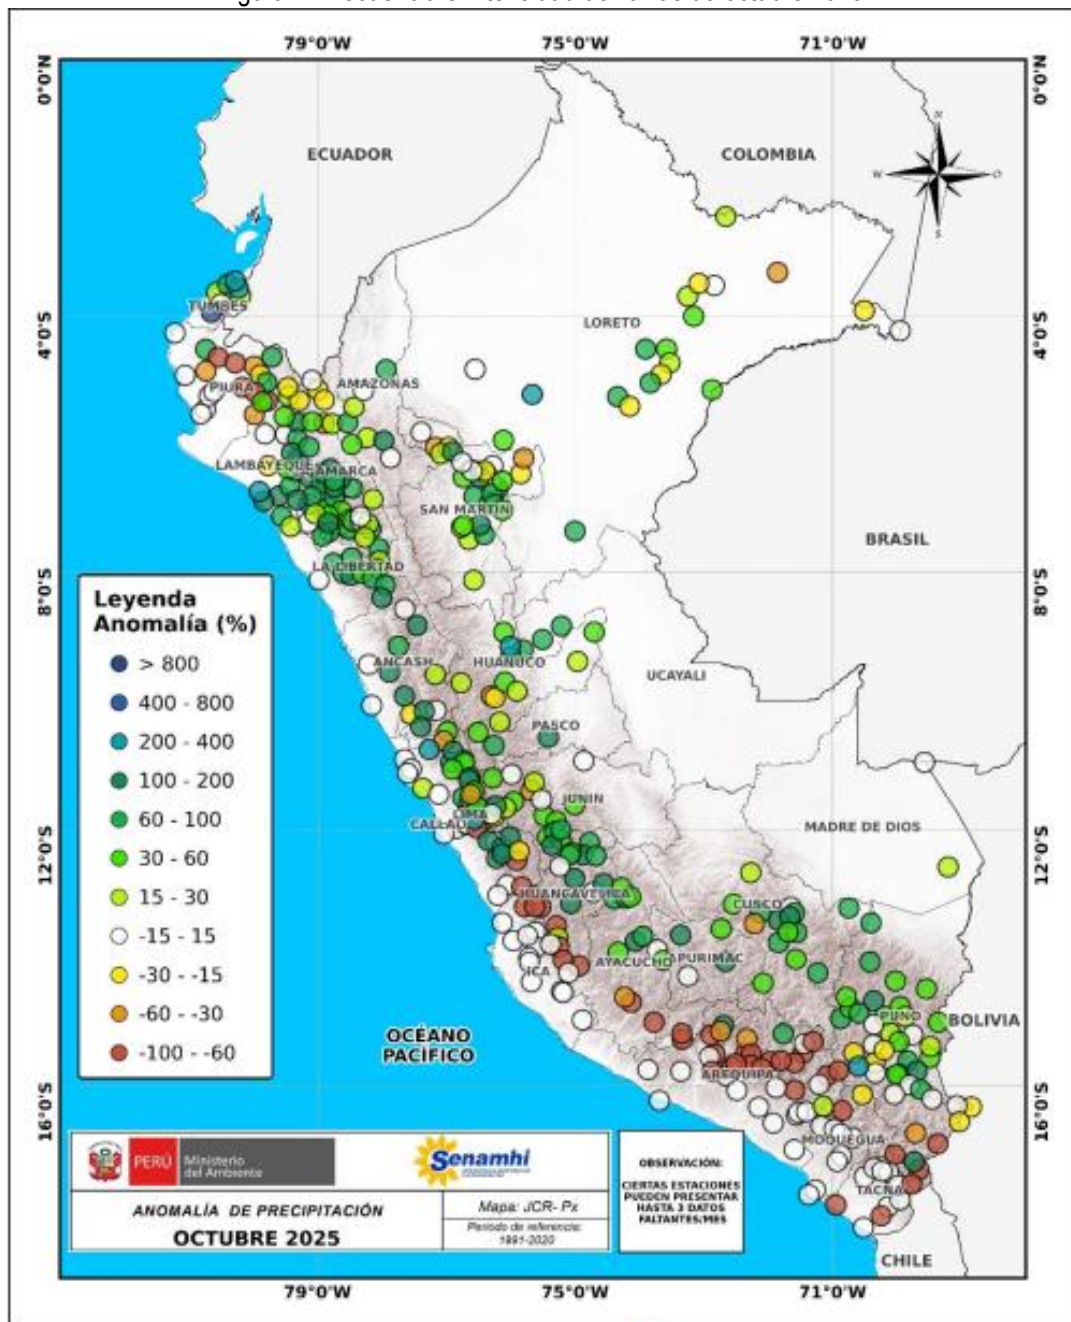 79°0'W 75°0'W 71°0'W
0°0'N 0°0'N
N
ECUADOR COLOMBIA
W O
S
TUMBES
4°0'S LORETO 4°0'S
PIURA AMAZONAS
LAMBAYEQUE AMARCA
SAN MARTIN
BRASIL
LA LIBERTAD
8°0'S 8°0'S
Leyenda
Anomalía (%)
> 800
400 - 800
200 - 400
100 - 200
60 - 100
30 - 60
15 - 30
-15 - 15
-30 - -15
-60 - -30
-100 - -60
ANCASH HUANUCO UCAYALI
PASCO
JUNIN
LIMA
CALLAO MADRE DE DIOS
12°0'S 12°0'S
HUANCAVELICA CUSCO
ICA AYACUCHO APURIMAC
PUNO BOLIVIA
OCÉANO
PACÍFICO
AREQUIPA
16°0'S 16°0'S
MOQUEGUA
TACNA
CHILE
PERÚ Ministerio
del Ambiente
Senamhi
ANOMALÍA DE PRECIPITACIÓN
OCTUBRE 2025
Mapa: JCR- Px
Periodo de referencia:
1991-2020
OBSERVACIÓN:
CIERTAS ESTACIONES
PUEDEN PRESENTAR
HASTA 3 DATOS
FALTANTES/MES
79°0'W 75°0'W 71°0'W